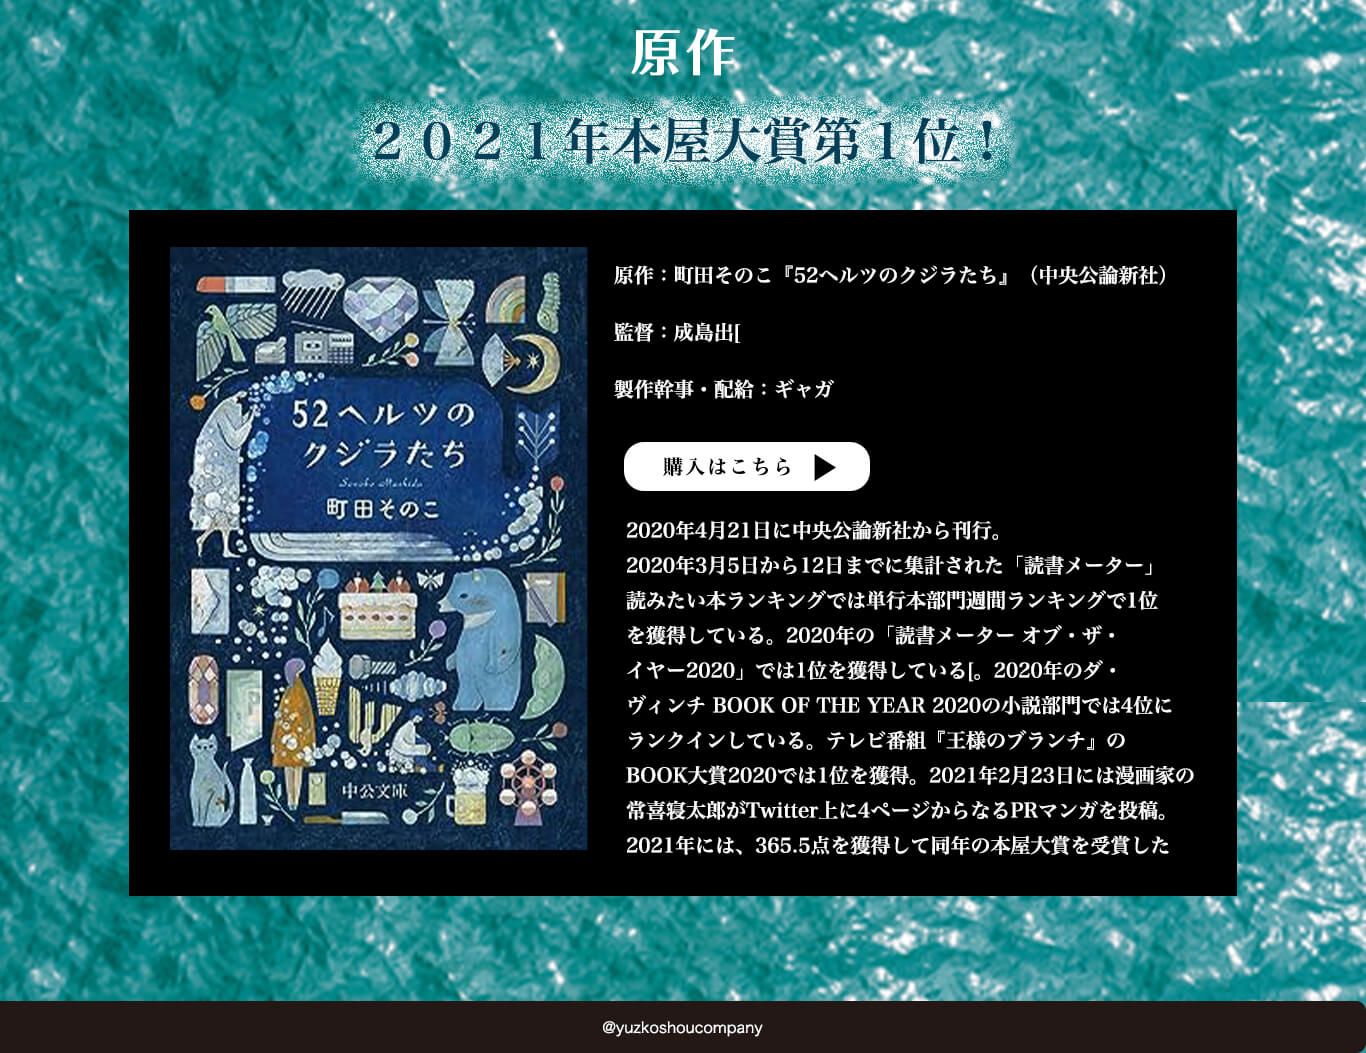 原作
２０２１年本屋大賞第１位！
52ヘルツの
クジラたち
Sonoko Machida
町田そのこ
中公文庫
原作：町田そのこ『52ヘルツのクジラたち』（中央公論新社）
監督：成島出[
製作幹事・配給：ギャガ
購入はこちら
2020年4月21日に中央公論新社から刊行。
2020年3月5日から12日までに集計された「読書メーター」
読みたい本ランキングでは単行本部門週間ランキングで1位
を獲得している。2020年の「読書メーター オブ・ザ・
イヤー2020」では1位を獲得している[。2020年のダ・
ヴィンチ BOOK OF THE YEAR 2020の小説部門では4位に
ランクインしている。テレビ番組『王様のブランチ』の
BOOK大賞2020では1位を獲得。2021年2月23日には漫画家の
常喜寝太郎がTwitter上に4ページからなるPRマンガを投稿。
2021年には、365.5点を獲得して同年の本屋大賞を受賞した
@yuzkoshoucompany